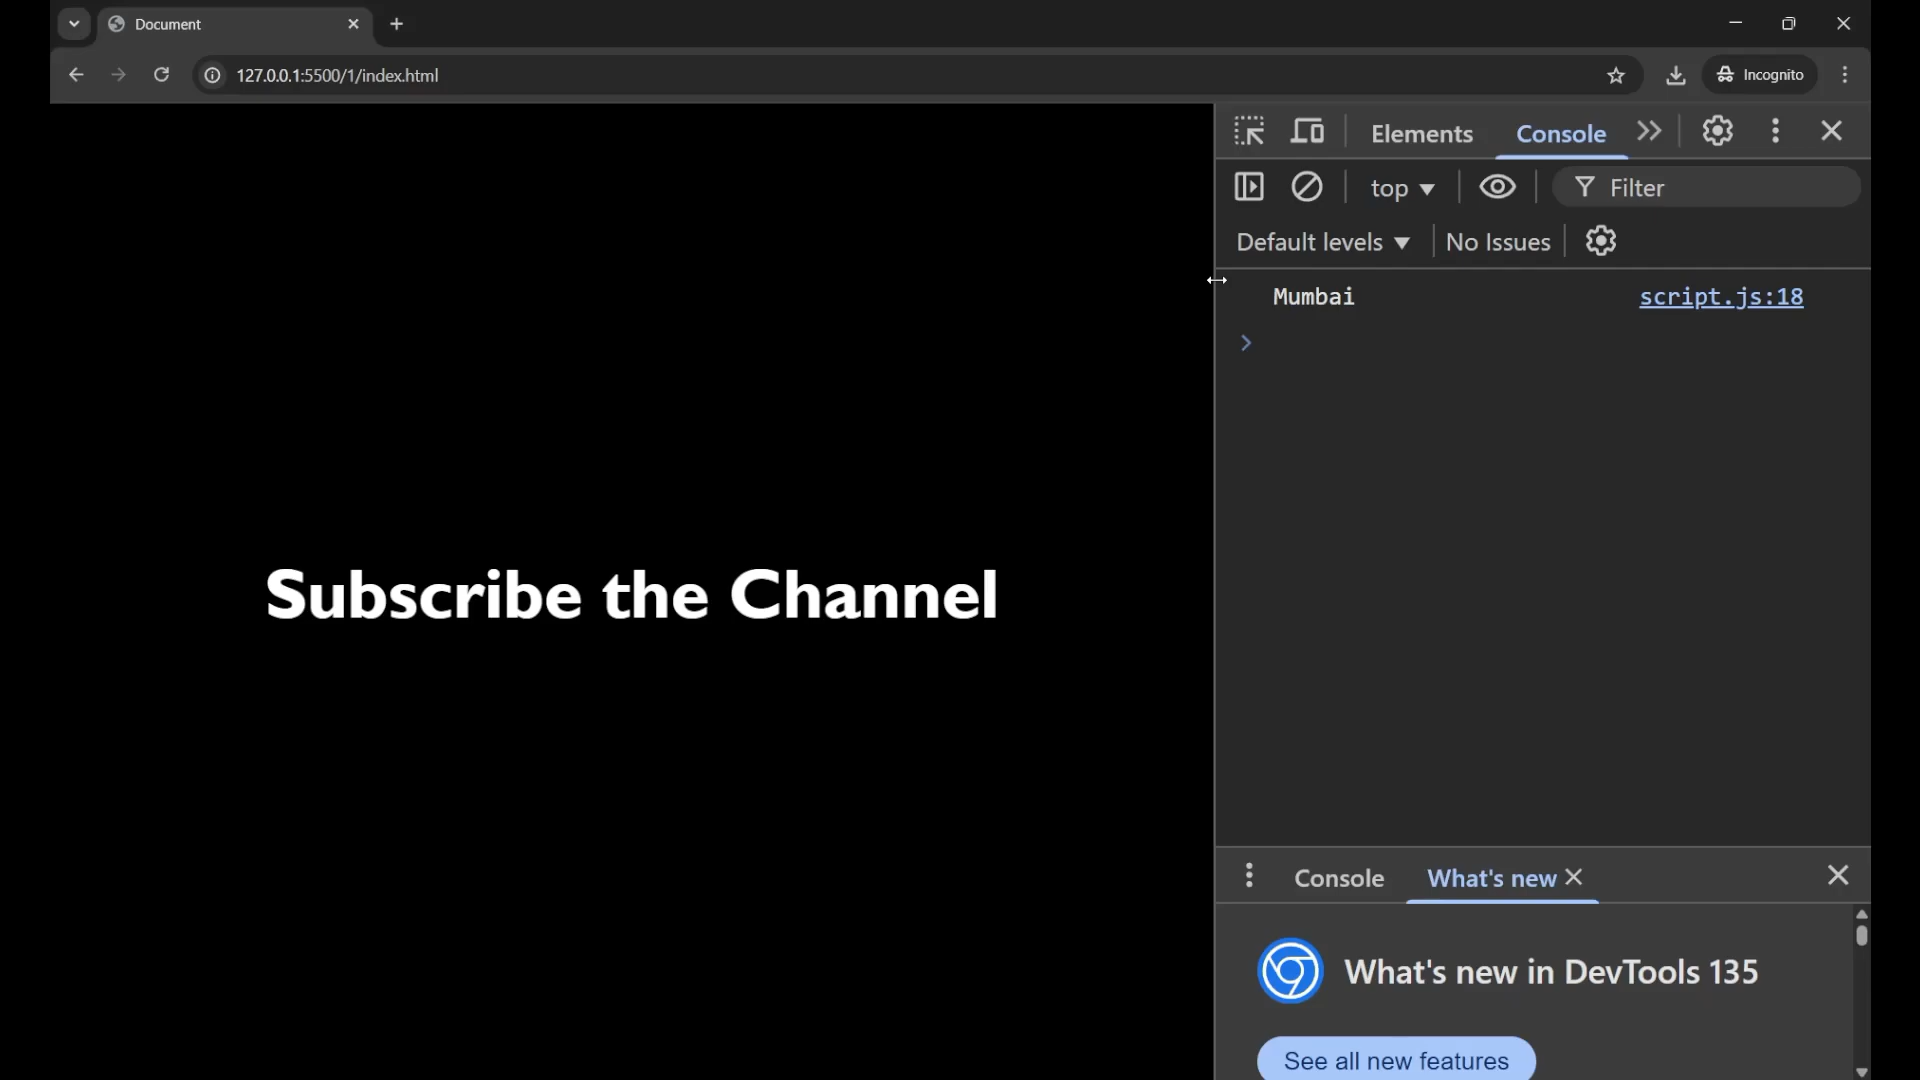 Document
127.0.0.1:5500/1/index.html
Incognito
Elements
Console
top
Filter
Default levels
No Issues
Mumbai
script.js:18
Subscribe the Channel
Console
What's new
What's new in DevTools 135
See all new features